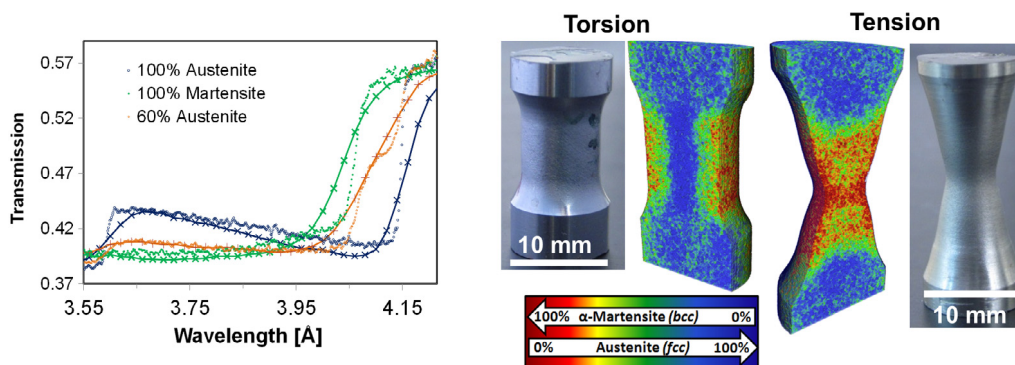 0.57
0.52
0.47
0.42
0.37
Transmission
100% Austenite
100% Martensite
60% Austenite
3.55
3.75
3.95
4.15
Wavelength [Å]
Torsion
Tension
10 mm
10 mm
100%
α-Martensite (bcc)
0%
0%
Austenite (fcc)
100%